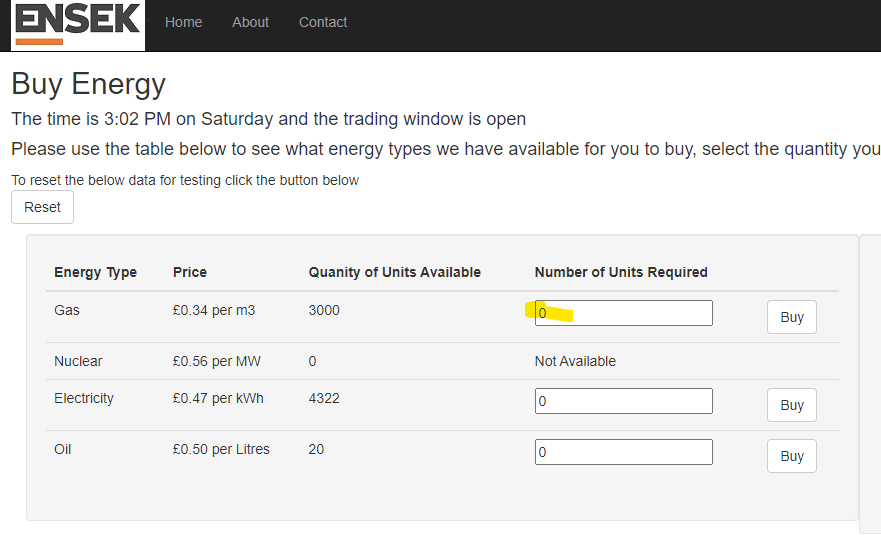 ENSEK Home About Contact
Buy Energy
The time is 3:02 PM on Saturday and the trading window is open
Please use the table below to see what energy types we have available for you to buy, select the quantity you
To reset the below data for testing click the button below
Reset
Energy Type Price Quanity of Units Available Number of Units Required
Gas £0.34 per m3 3000 0 Buy
Nuclear £0.56 per MW 0 Not Available
Electricity £0.47 per kWh 4322 0 Buy
Oil £0.50 per Litres 20 0 Buy